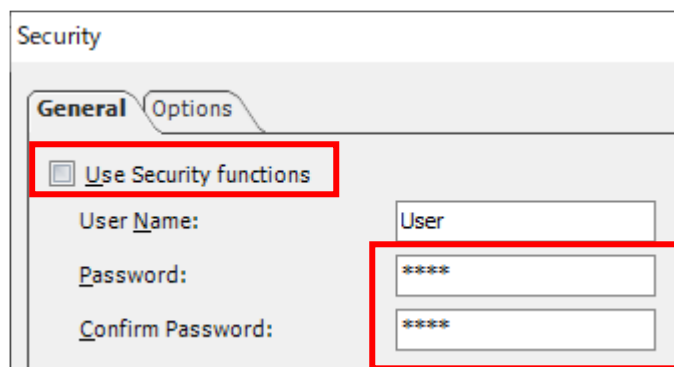 Security
General Options
Use Security functions
User Name: User
Password: ****
Confirm Password: ****